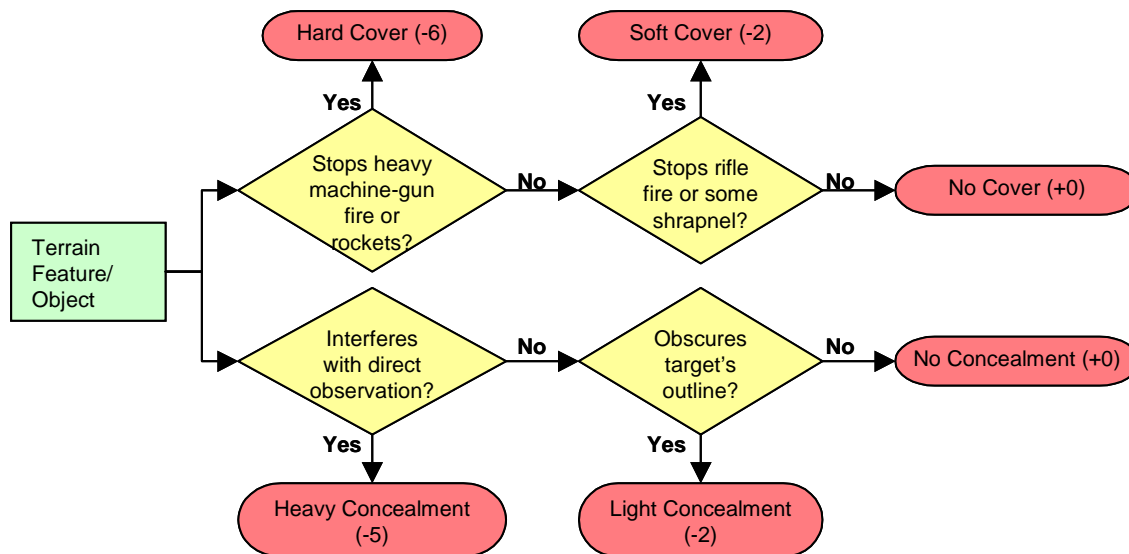 Hard Cover (-6)
Soft Cover (-2)
Yes
Yes
Stops heavy
machine-gun
fire or
rockets?
No
Stops rifle
fire or some
shrapnel?
No
No Cover (+0)
Terrain
Feature/
Object
Interferes
with direct
observation?
No
Obscures
target's
outline?
No
No Concealment (+0)
Yes
Yes
Heavy Concealment
(-5)
Light Concealment
(-2)